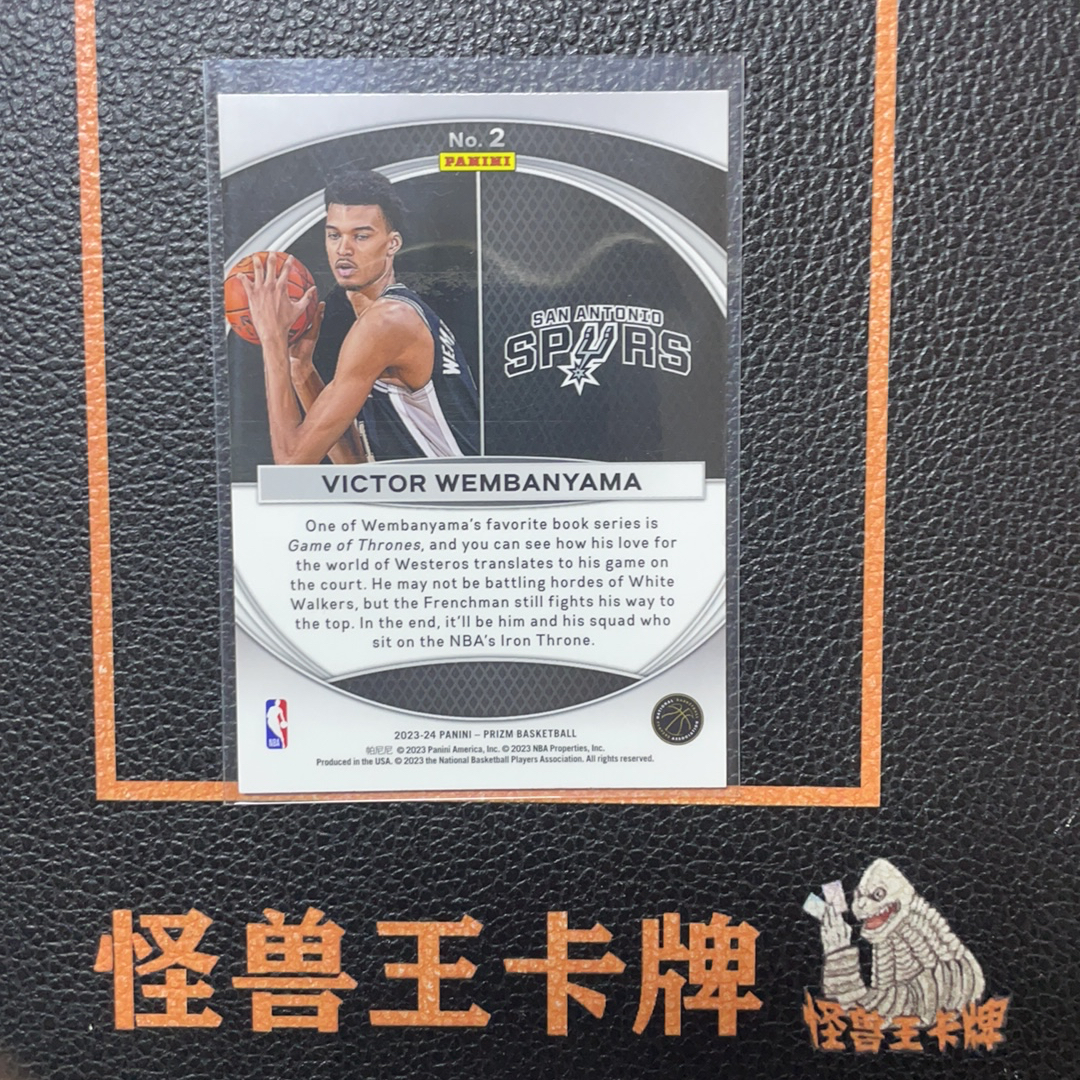 No. 2
PANINI
SAN ANTONIO
SPURS
WEM
VICTOR WEMBANYAMA
One of Wembanyama's favorite book series is
Game of Thrones, and you can see how his love for
the world of Westeros translates to his game on
the court. He may not be battling hordes of White
Walkers, but the Frenchman still fights his way to
the top. In the end, it'll be him and his squad who
sit on the NBA's Iron Throne.
NBA
2023-24 PANINI – PRIZM BASKETBALL
帕尼尼 © 2023 Panini America, Inc. © 2023 NBA Properties, Inc.
Produced in the USA. © 2023 the National Basketball Players Association. All rights reserved.
怪兽王卡牌
怪兽王卡牌